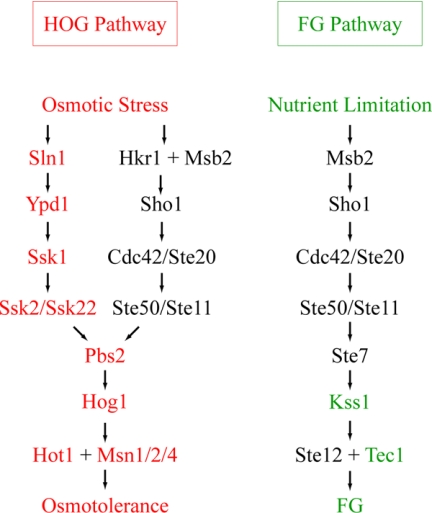 HOG Pathway
Osmotic Stress
Sln1 Hkr1 + Msb2
Ypd1 Sho1
Ssk1 Cdc42/Ste20
Ssk2/Ssk22 Ste50/Ste11
Pbs2
Hog1
Hot1 + Msn1/2/4
Osmotolerance
FG Pathway
Nutrient Limitation
Msb2
Sho1
Cdc42/Ste20
Ste50/Ste11
Ste7
Kss1
Ste12 + Tec1
FG